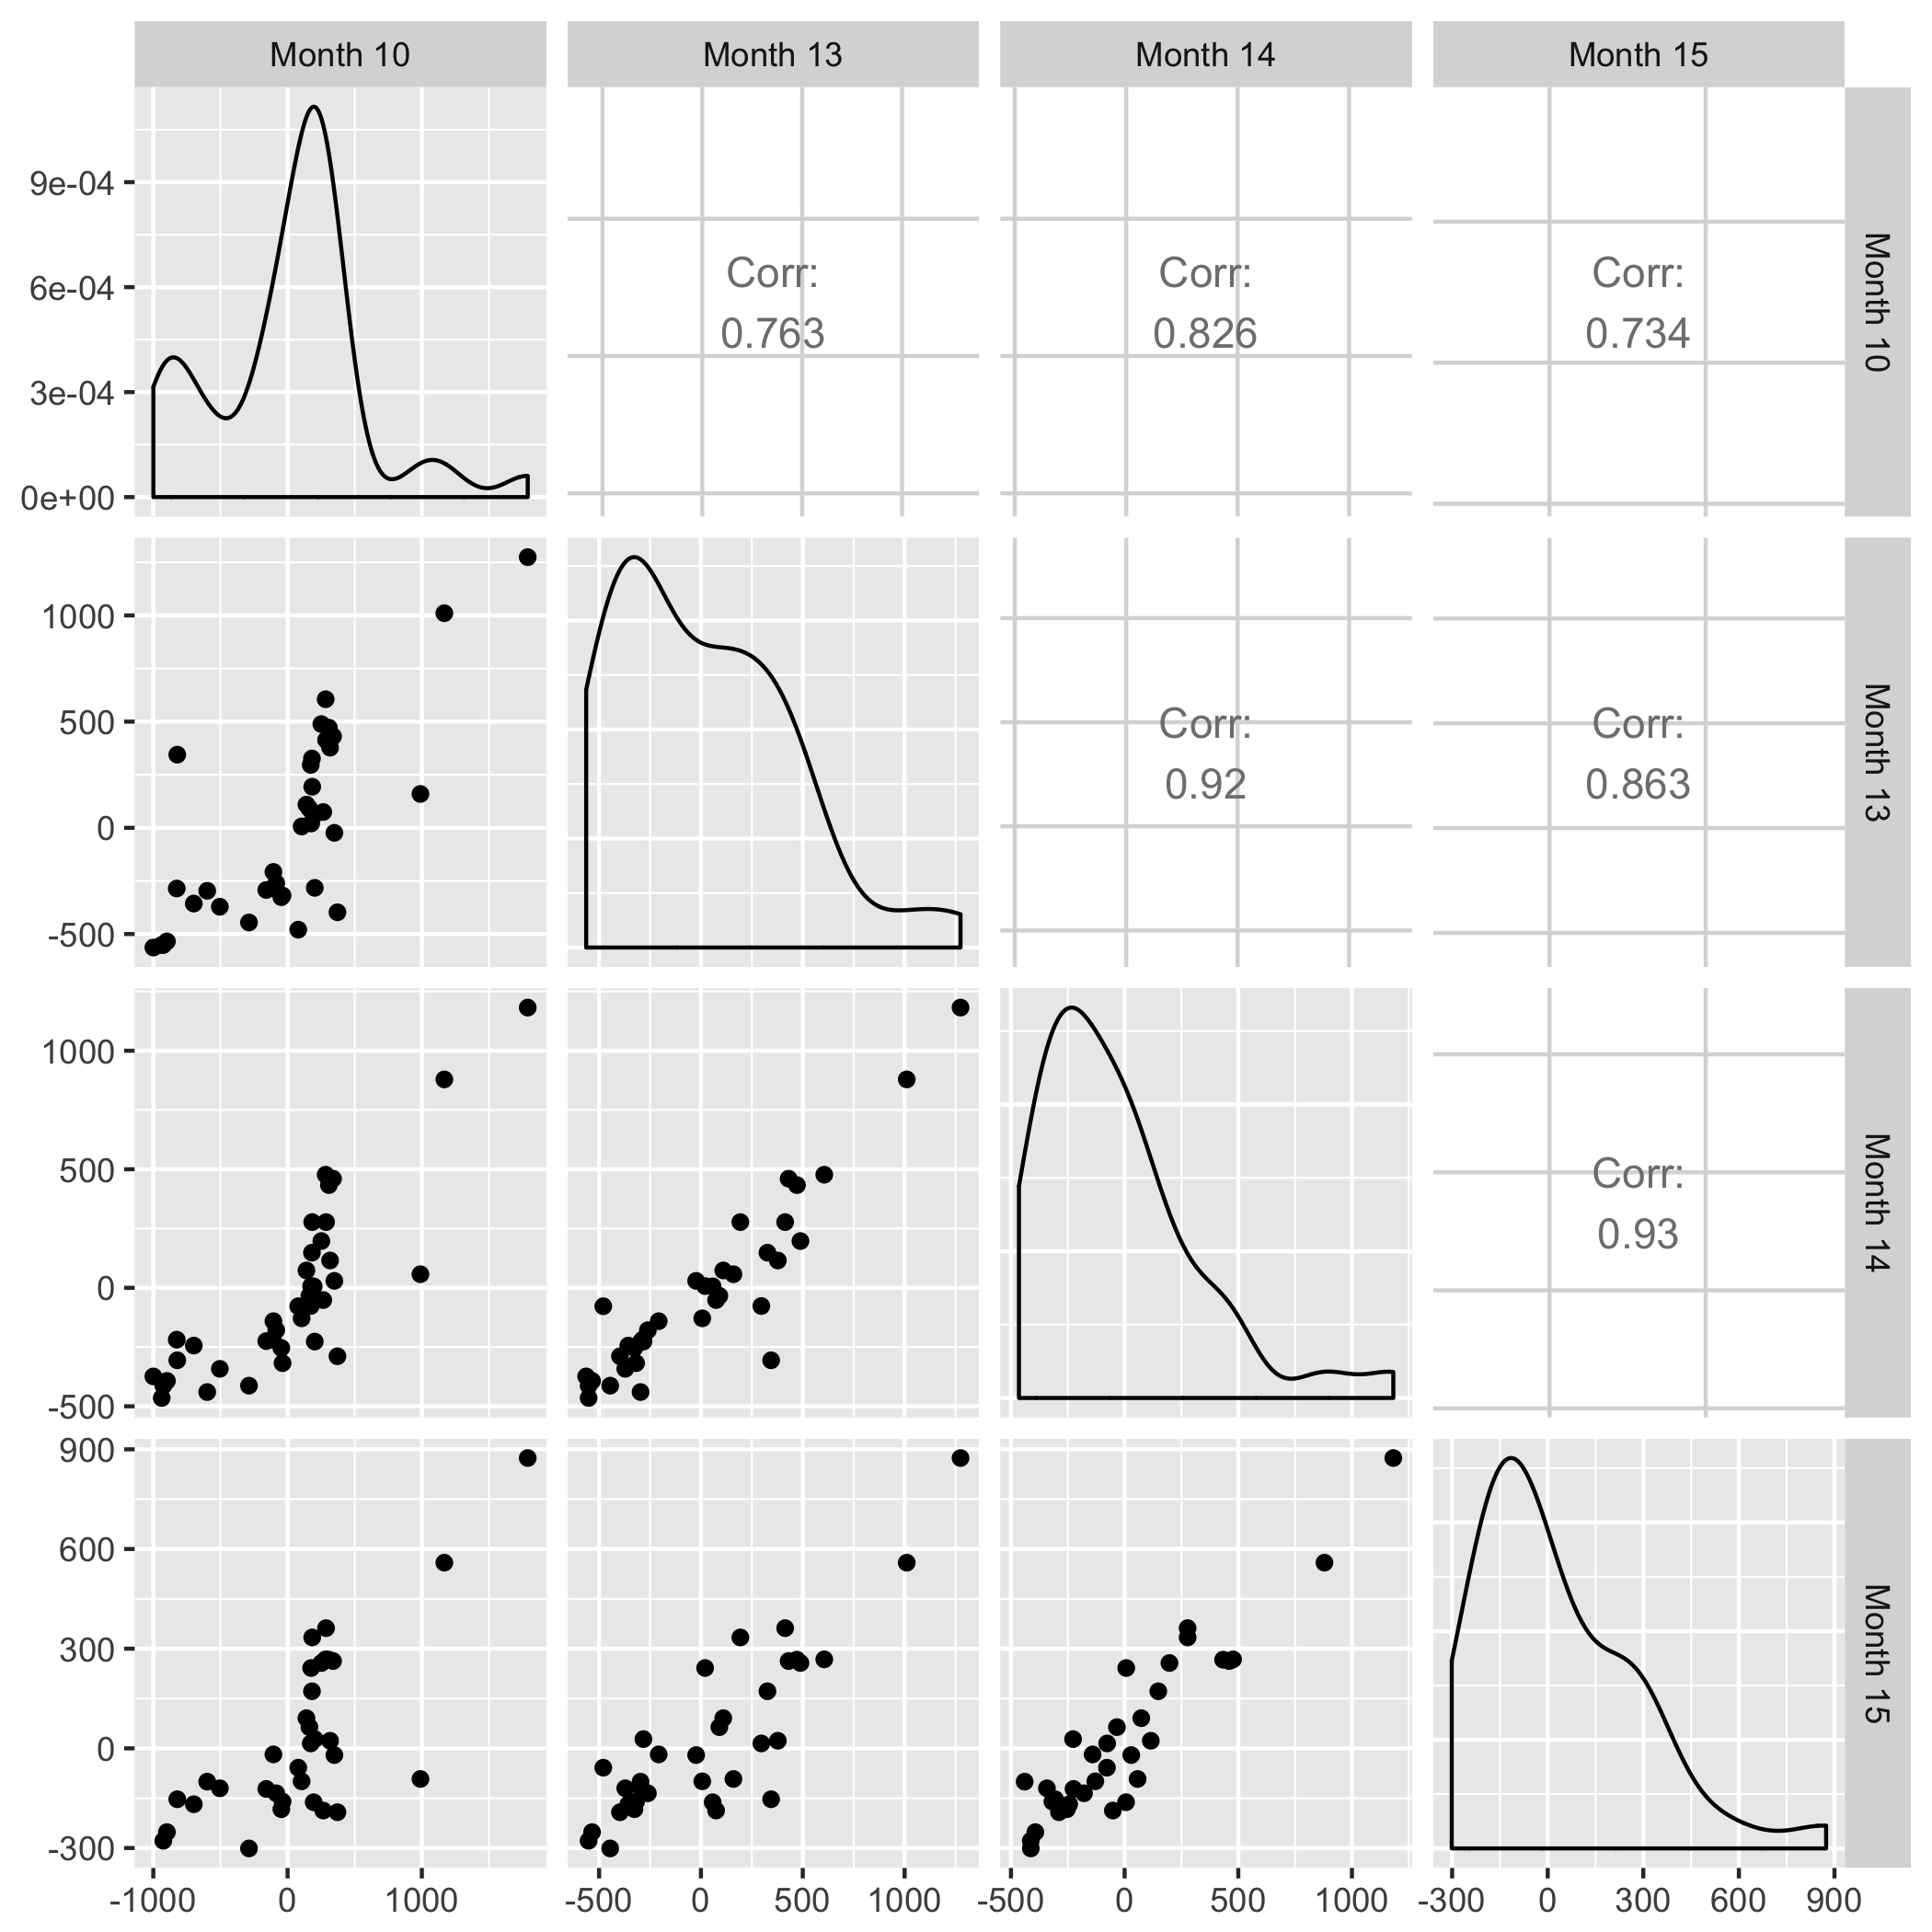 Month 10 Month 13 Month 14 Month 15
9e-04
6e-04
3e-04
0e+00
Corr:
0.763
Corr:
0.826
Corr:
0.734
Month 10
1000
500
0
-500
Corr:
0.92
Corr:
0.863
Month 13
1000
500
0
-500
Corr:
0.93
Month 14
900
600
300
0
-300
Month 15
-1000 0 1000 -500 0 500 1000 -500 0 500 1000 -300 0 300 600 900